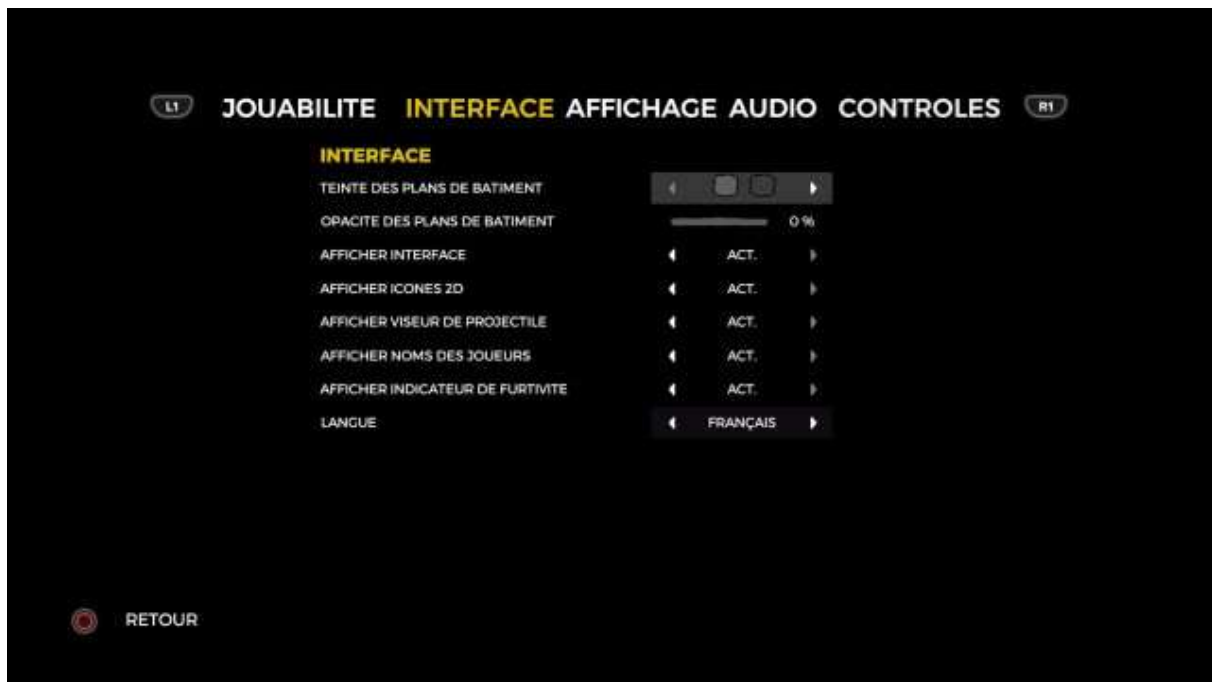 L1 JOUABILITE INTERFACE AFFICHAGE AUDIO CONTROLES R1
INTERFACE
TEINTE DES PLANS DE BATIMENT
OPACITE DES PLANS DE BATIMENT 0 %
AFFICHER INTERFACE ACT.
AFFICHER ICONES 2D ACT.
AFFICHER VISEUR DE PROJECTILE ACT.
AFFICHER NOMS DES JOUEURS ACT.
AFFICHER INDICATEUR DE FURTIVITE ACT.
LANGUE FRANÇAIS
RETOUR